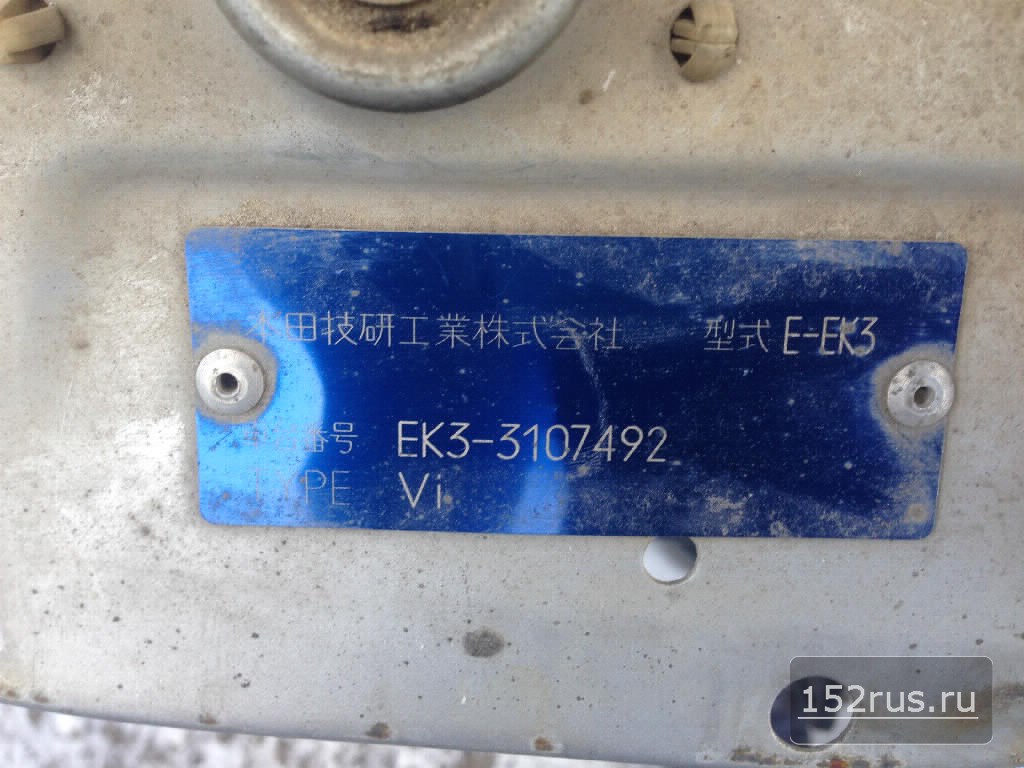 本田技研工業株式会社 型式 E-EK3
番号 EK3-3107492
TYPE Vi
152rus.ru